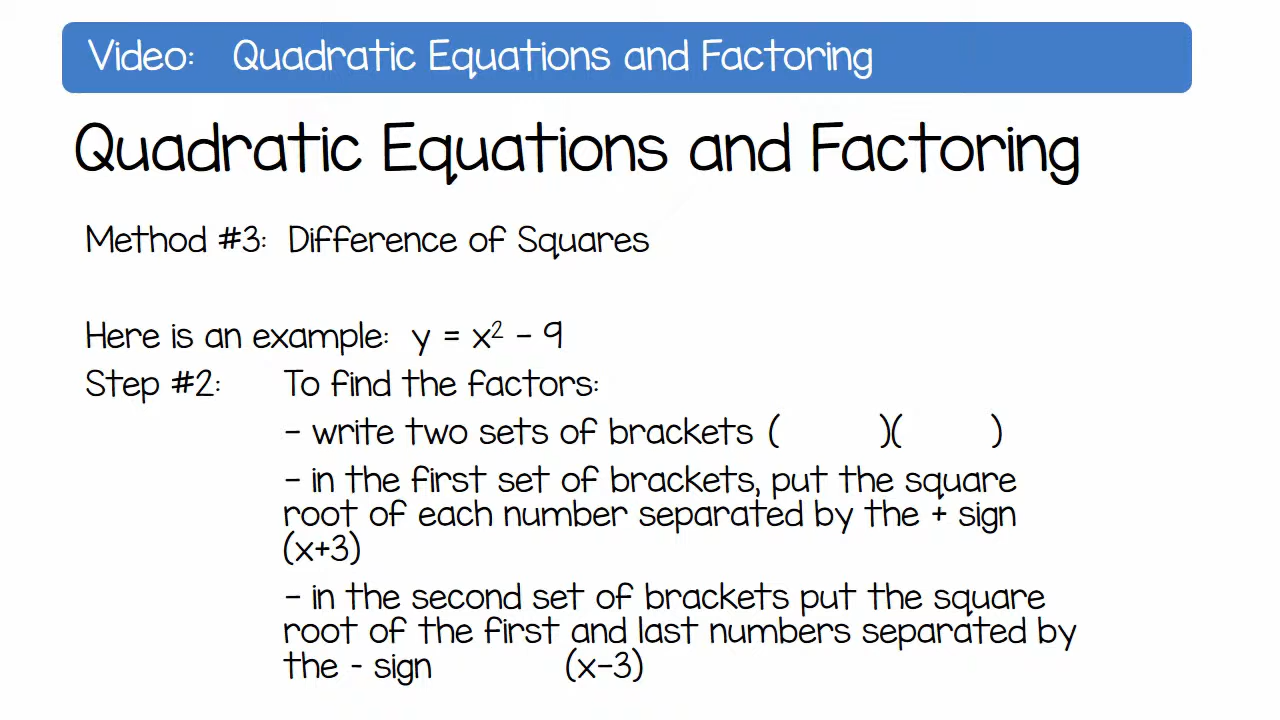 Video: Quadratic Equations and Factoring
Quadratic Equations and Factoring
Method #3: Difference of Squares
Here is an example: y = x² - 9
Step #2: To find the factors:
- write two sets of brackets ( )( )
- in the first set of brackets, put the square
root of each number separated by the + sign
(x+3)
- in the second set of brackets put the square
root of the first and last numbers separated by
the - sign (x-3)